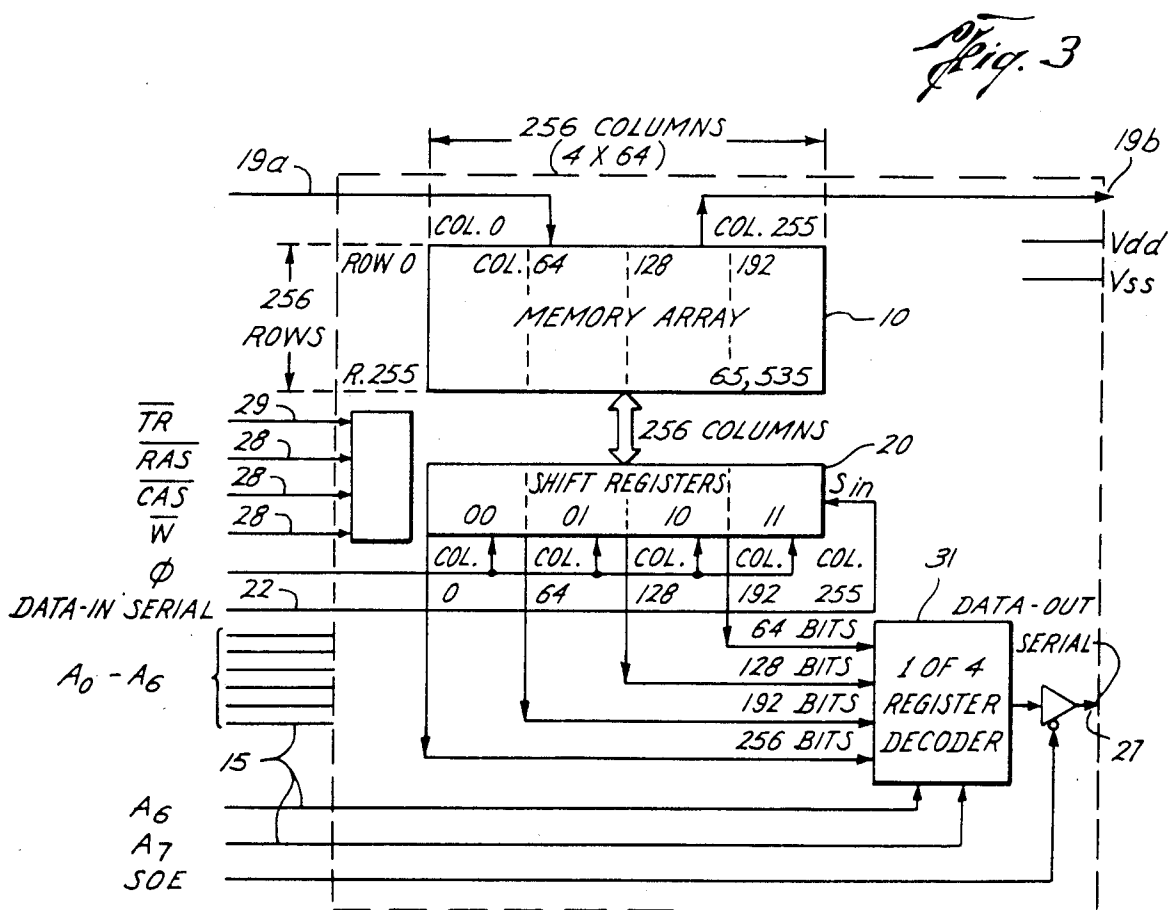 Fig. 3
256 COLUMNS
(4 X 64)
19a
19b
COL. 0
COL. 255
Vdd
Vss
ROW 0
COL. 64
128
192
256
ROWS
MEMORY ARRAY
10
R.255
65,535
TR
29
256 COLUMNS
RAS
28
20
CAS
28
SHIFT REGISTERS
Sin
W
28
00
01
10
11
φ
COL.
COL.
COL.
COL.
COL.
31
DATA-IN SERIAL
22
0
64
128
192
255
DATA-OUT
SERIAL
64 BITS
A0 - A6
128 BITS
1 OF 4
REGISTER
DECODER
192 BITS
256 BITS
27
15
A6
A7
SOE